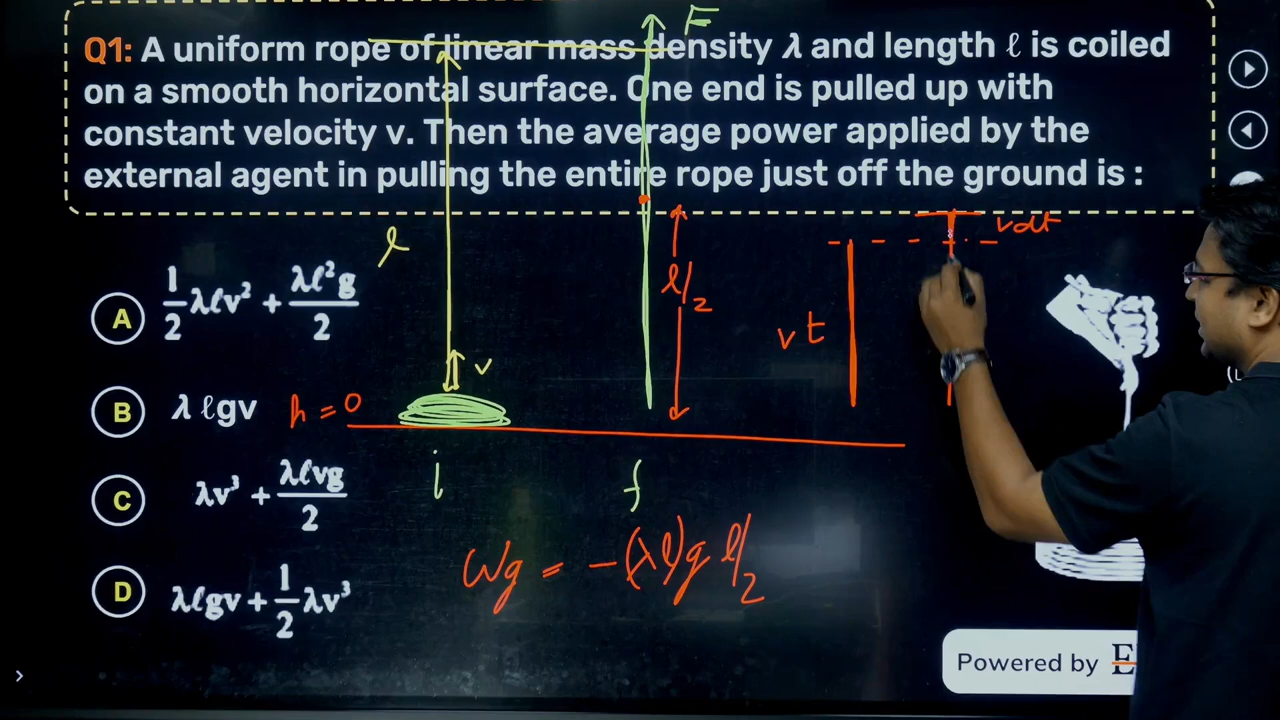 Q1: A uniform rope of linear mass density λ and length ℓ is coiled
on a smooth horizontal surface. One end is pulled up with
constant velocity v. Then the average power applied by the
external agent in pulling the entire rope just off the ground is :
F
A 1/2 λℓv² + λℓ²g/2
B λ ℓgv
C λv³ + λℓvg/2
D λℓgv + 1/2 λv³
ℓ
v
h = 0
i
ℓ/2
f
vt
vdt
Wg = -(λℓ)g ℓ/2
Powered by E